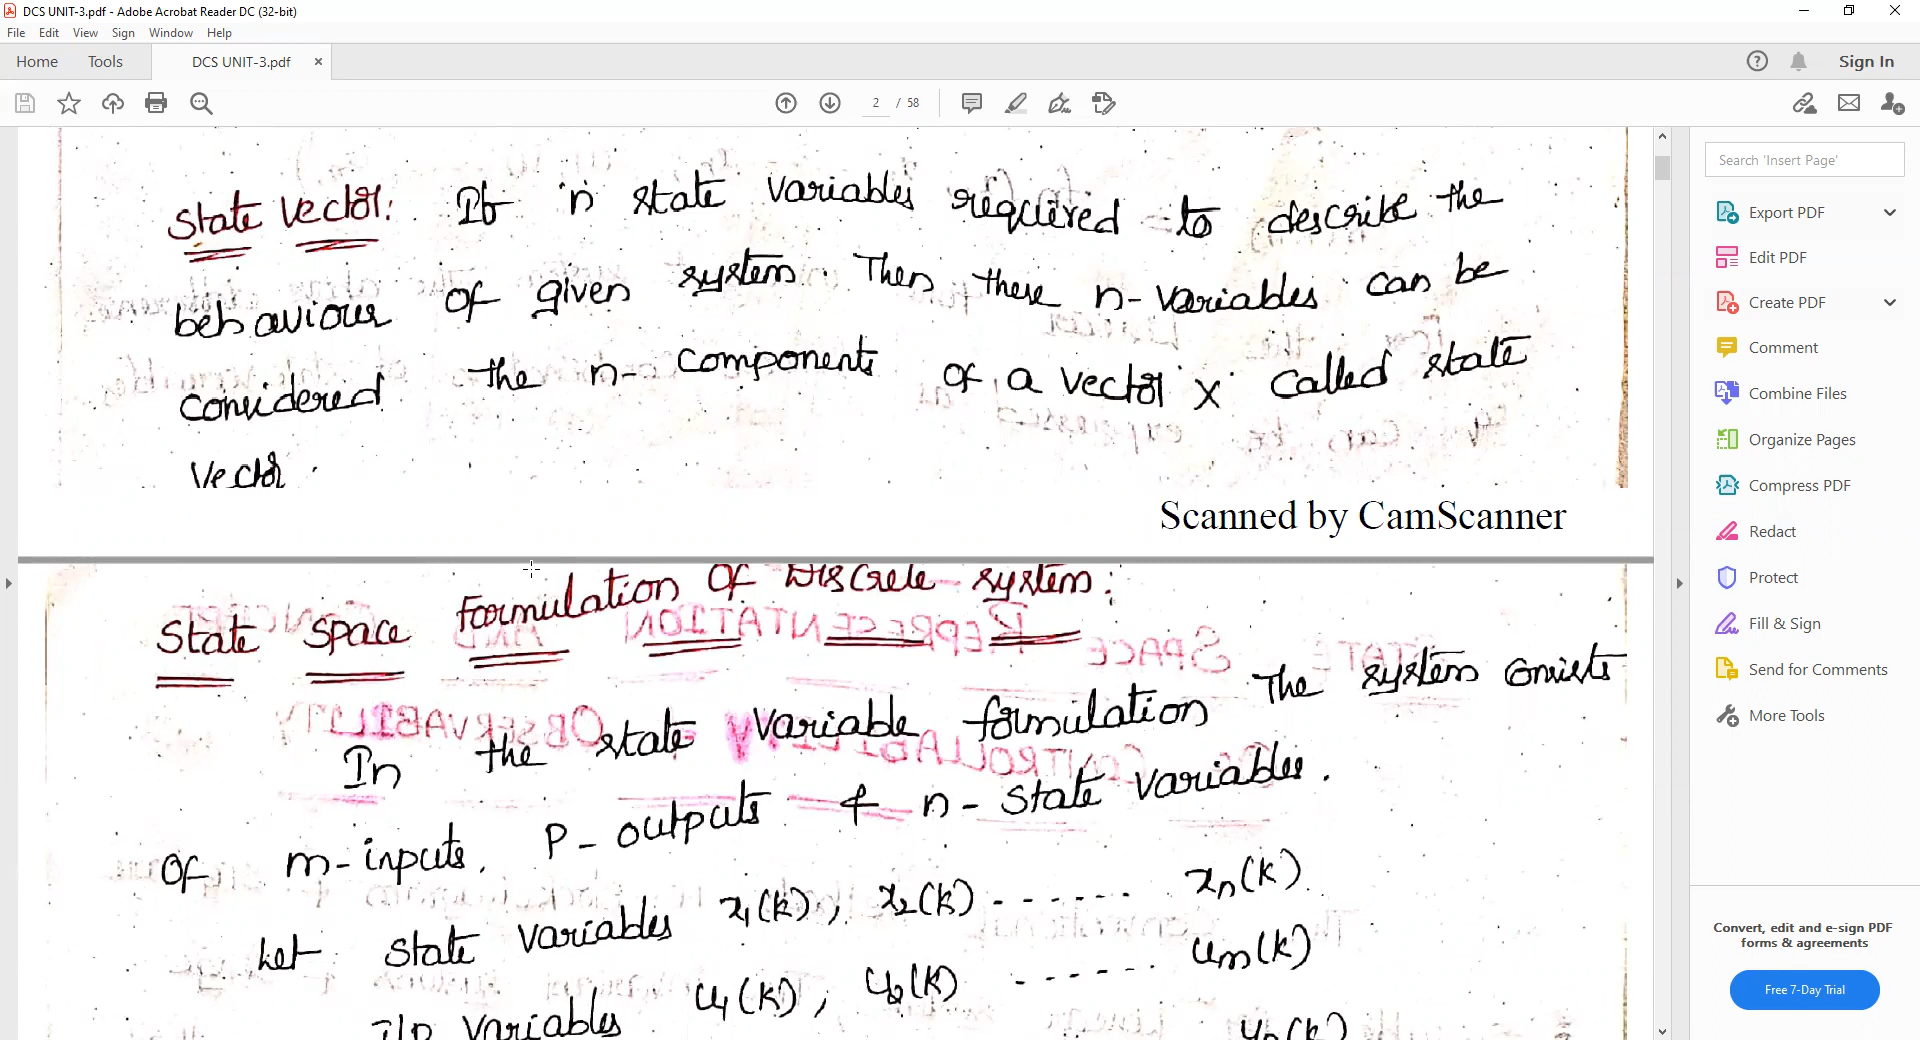 DCS UNIT-3.pdf - Adobe Acrobat Reader DC (32-bit)
File Edit View Sign Window Help
Home Tools DCS UNIT-3.pdf × Sign In
2 / 58
Search 'Insert Page'
State Vector: If 'n' state variables required to describe the
behaviour of given system. Then these n-variables can be
considered the n-components of a vector 'x' called state
vector.
Scanned by CamScanner
State Space Formulation Of Discrete system:
In the state variable formulation The system consists
Of m-inputs, P-outputs & n-state variables.
Let state variables x₁(k), x₂(k) ------ xₙ(k).
I/p variables u₁(k), u₂(k) ------ uₘ(k)
Export PDF
Edit PDF
Create PDF
Comment
Combine Files
Organize Pages
Compress PDF
Redact
Protect
Fill & Sign
Send for Comments
More Tools
Convert, edit and e-sign PDF
forms & agreements
Free 7-Day Trial